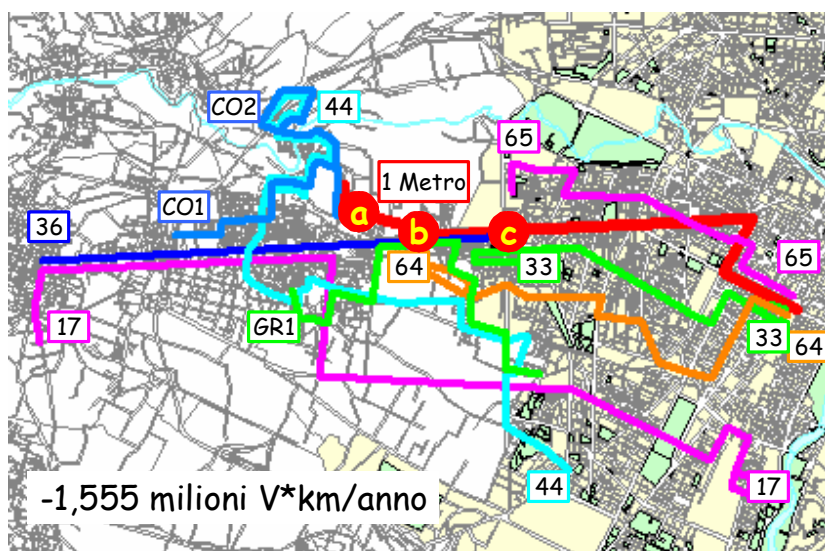 CO2
44
65
1 Metro
a
CO1
36
b
c
64
33
65
17
GR1
33
64
44
17
-1,555 milioni V*km/anno